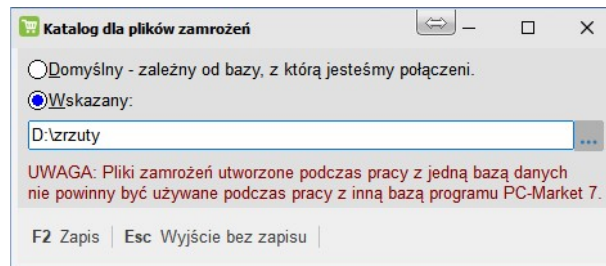 Katalog dla plików zamrożeń
Domyślny - zależny od bazy, z którą jesteśmy połączeni.
Wskazany:
D:\zrzuty
...
UWAGA: Pliki zamrożeń utworzone podczas pracy z jedną bazą danych
nie powinny być używane podczas pracy z inną bazą programu PC-Market 7.
F2 Zapis | Esc Wyjście bez zapisu |